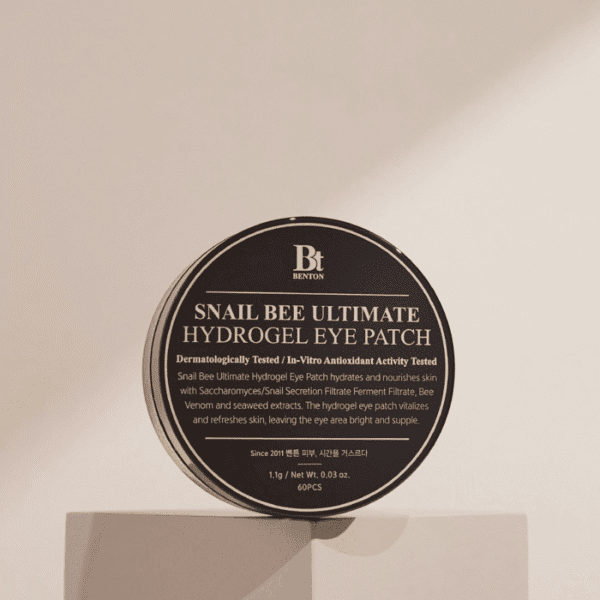 Bt
BENTON
SNAIL BEE ULTIMATE
HYDROGEL EYE PATCH
Dermatologically Tested / In-Vitro Antioxidant Activity Tested
Snail Bee Ultimate Hydrogel Eye Patch hydrates and nourishes skin
with Saccharomyces/Snail Secretion Filtrate Ferment Filtrate, Bee
Venom and seaweed extracts. The hydrogel eye patch vitalizes
and refreshes skin, leaving the eye area bright and supple.
Since 2011 벤튼 피부, 시간을 거스르다
1.1g / Net Wt. 0.03 oz.
60PCS